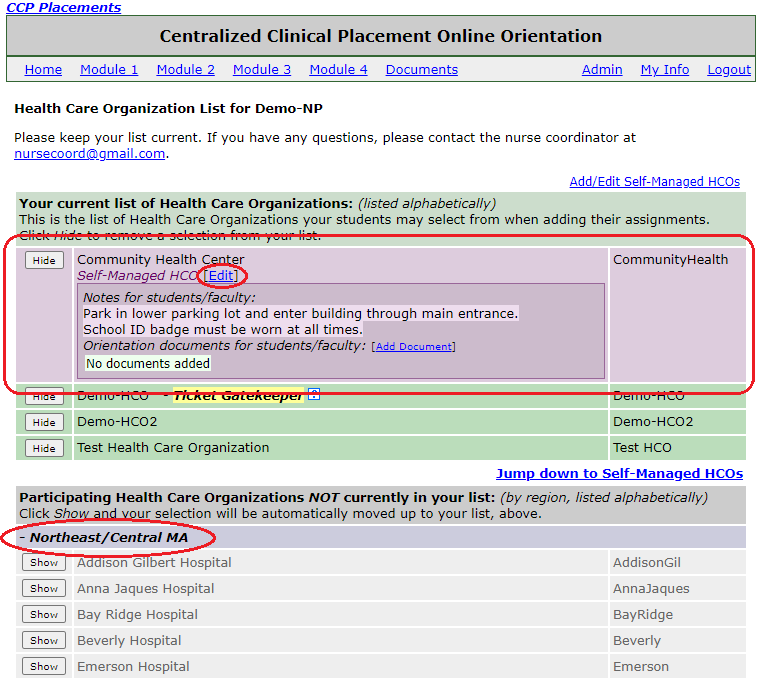 CCP Placements
Centralized Clinical Placement Online Orientation
Home Module 1 Module 2 Module 3 Module 4 Documents Admin My Info Logout
Health Care Organization List for Demo-NP
Please keep your list current. If you have any questions, please contact the nurse coordinator at
nursecoord@gmail.com.
Add/Edit Self-Managed HCOs
Your current list of Health Care Organizations: (listed alphabetically)
This is the list of Health Care Organizations your students may select from when adding their assignments.
Click Hide to remove a selection from your list.
Hide Community Health Center CommunityHealth
Self-Managed HCO [Edit]
Notes for students/faculty:
Park in lower parking lot and enter building through main entrance.
School ID badge must be worn at all times.
Orientation documents for students/faculty: [Add Document]
No documents added
Hide Demo-HCO - Ticket Gatekeeper ? Demo-HCO
Hide Demo-HCO2 Demo-HCO2
Hide Test Health Care Organization Test HCO
Jump down to Self-Managed HCOs
Participating Health Care Organizations NOT currently in your list: (by region, listed alphabetically)
Click Show and your selection will be automatically moved up to your list, above.
- Northeast/Central MA
Show Addison Gilbert Hospital AddisonGil
Show Anna Jaques Hospital AnnaJaques
Show Bay Ridge Hospital BayRidge
Show Beverly Hospital Beverly
Show Emerson Hospital Emerson